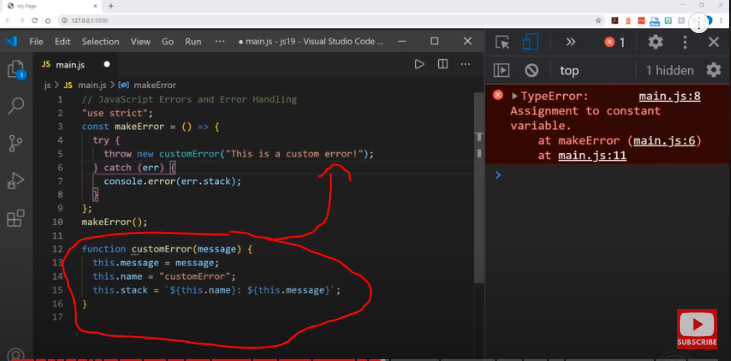 My Page
127.0.0.1:5500
File Edit Selection View Go Run ··· ● main.js - js19 - Visual Studio Code ...
JS main.js ●
js > JS main.js > makeError
1 // JavaScript Errors and Error Handling
2 "use strict";
3 const makeError = () => {
4 try {
5 throw new customError("This is a custom error!");
6 } catch (err) {
7 console.error(err.stack);
8 }
9 };
10 makeError();
11
12 function customError(message) {
13 this.message = message;
14 this.name = "customError";
15 this.stack = `${this.name}: ${this.message}`;
16 }
17
1
» 1
top 1 hidden
TypeError: main.js:8
Assignment to constant
variable.
at makeError (main.js:6)
at main.js:11
SUBSCRIBE